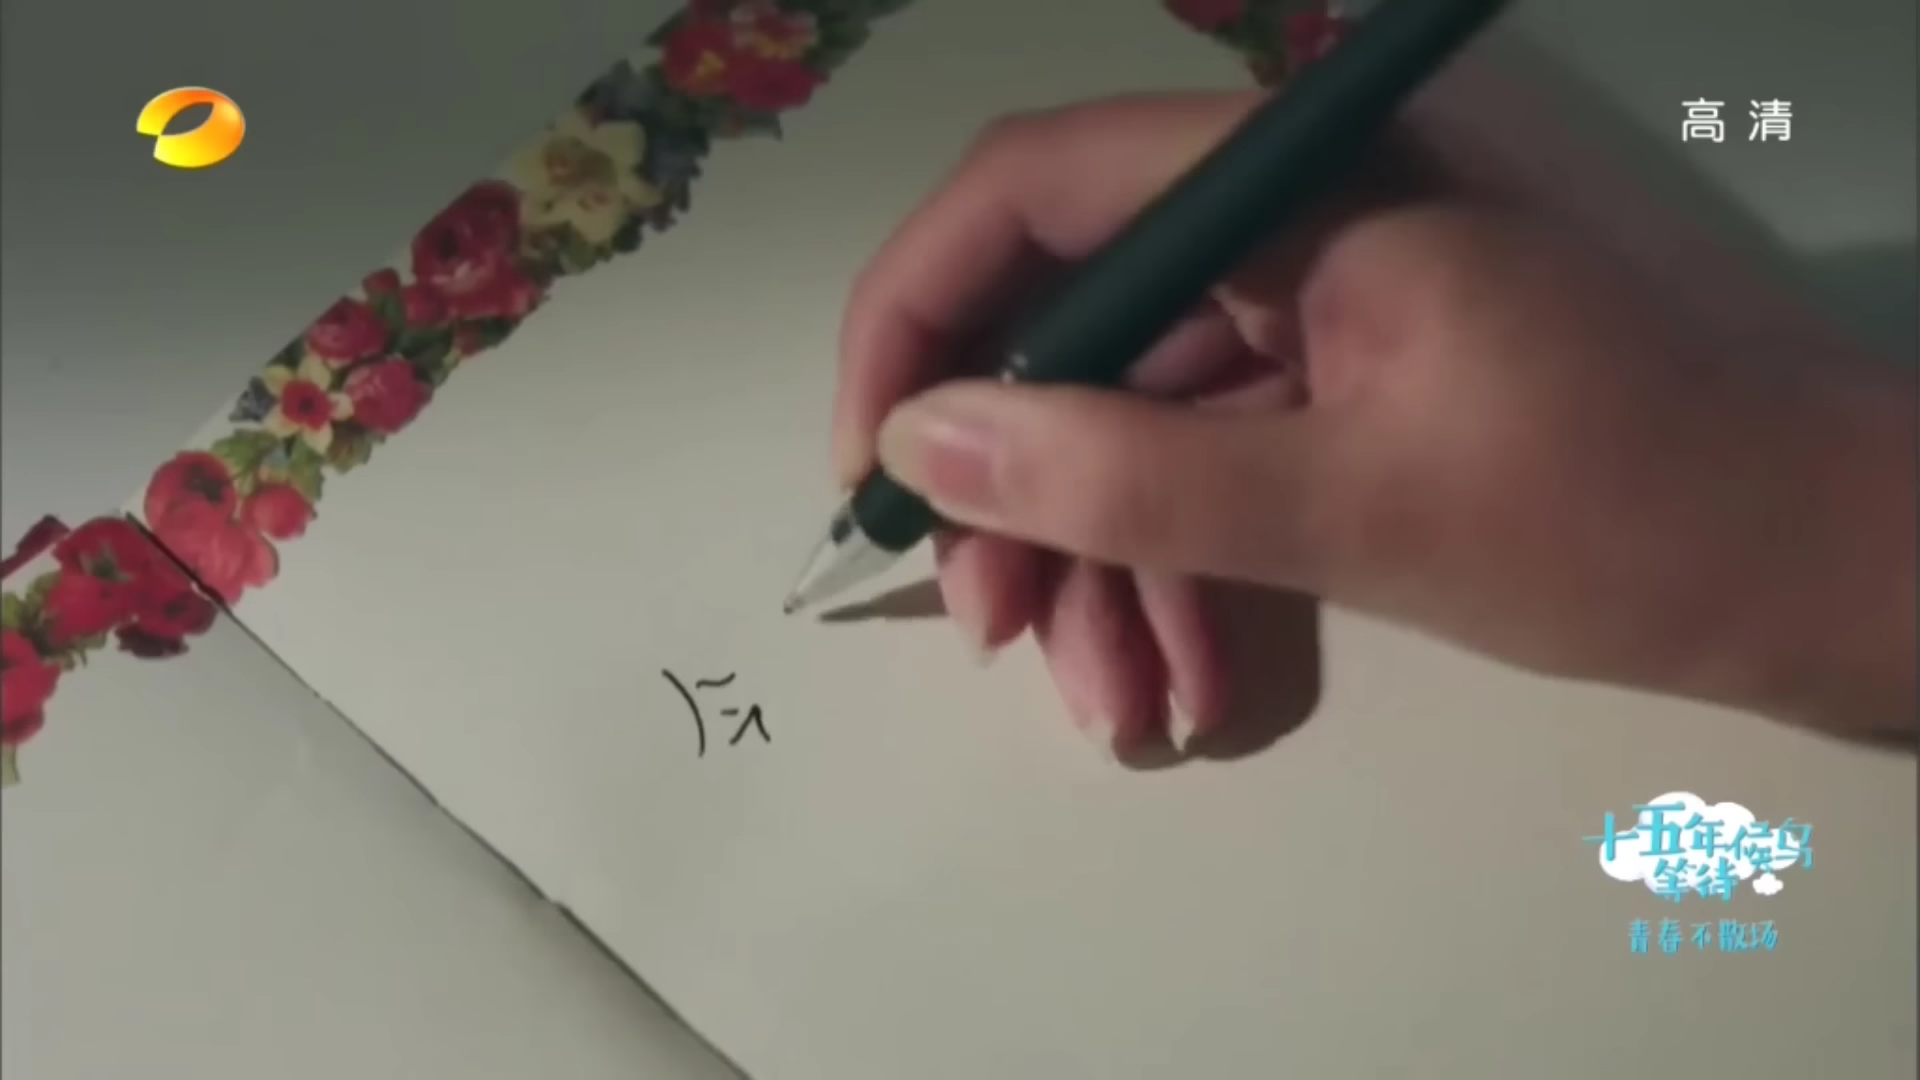 高清
十五年
等待候鸟
青春不散场